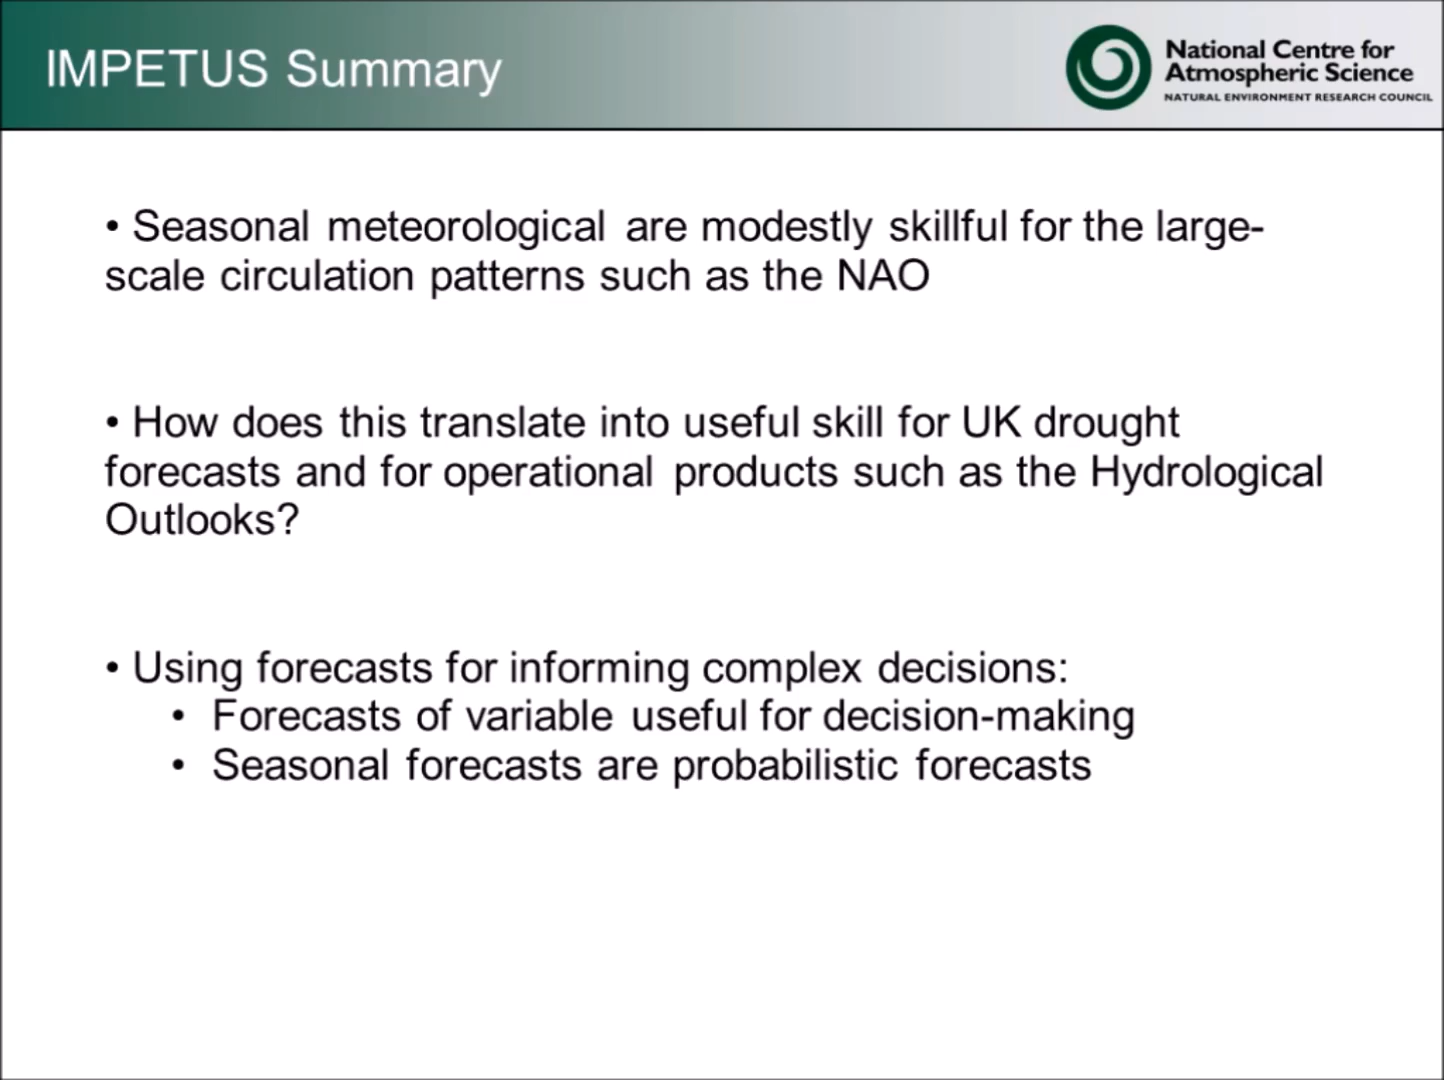 IMPETUS Summary
National Centre for
Atmospheric Science
NATURAL ENVIRONMENT RESEARCH COUNCIL
• Seasonal meteorological are modestly skillful for the large-
scale circulation patterns such as the NAO
• How does this translate into useful skill for UK drought
forecasts and for operational products such as the Hydrological
Outlooks?
• Using forecasts for informing complex decisions:
• Forecasts of variable useful for decision-making
• Seasonal forecasts are probabilistic forecasts